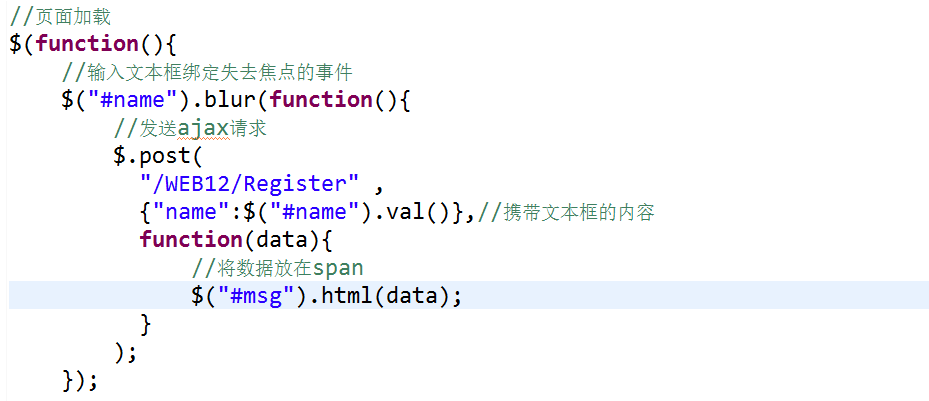 //页面加载
$(function(){
    //输入文本框绑定失去焦点的事件
    $("#name").blur(function(){
        //发送ajax请求
        $.post(
          "/WEB12/Register" ,
          {"name":$("#name").val()},//携带文本框的内容
          function(data){
              //将数据放在span
              $("#msg").html(data);
          }
        );
    });